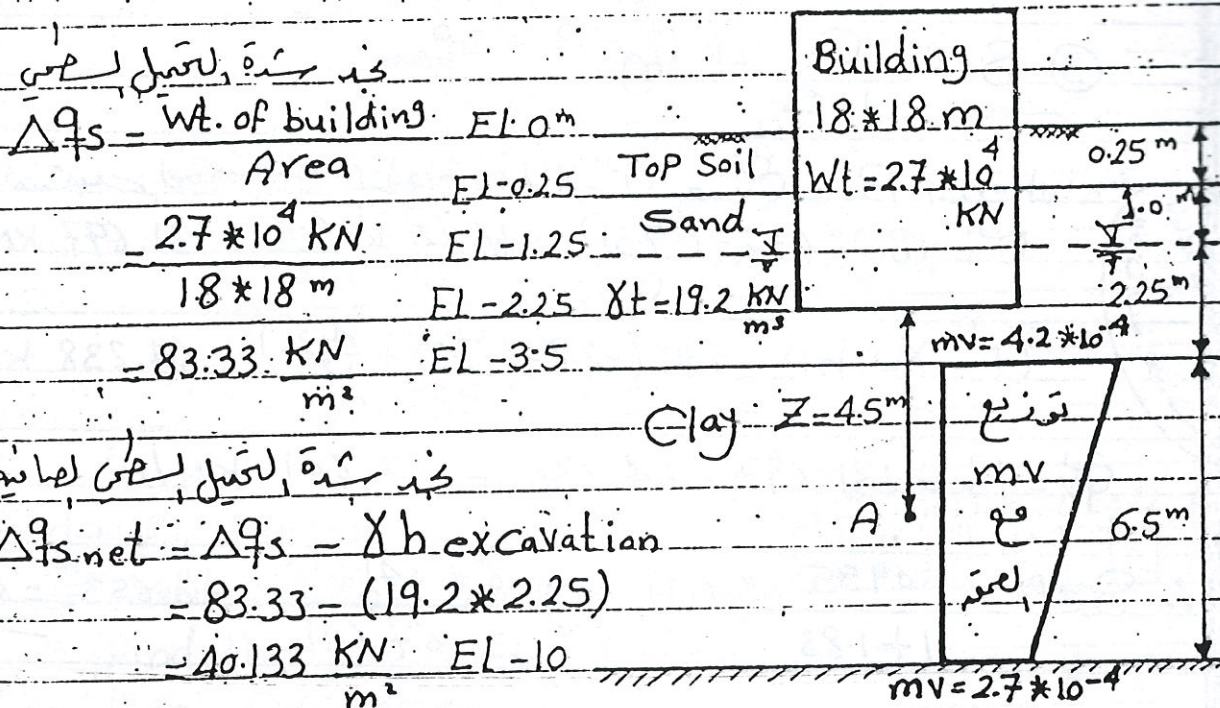 نجد شدة التحميل السطحي
Δqs = Wt. of building
Area
= 2.7*10^4 KN
18*18 m
= 83.33 KN
m²
نجد شدة التحميل السطحي الصافية
Δqs net = Δqs - γh excavation
= 83.33 - (19.2*2.25)
= 40.133 KN
m²
El 0 m
El -0.25
El -1.25
El -2.25
El -3.5
El -10
Top Soil
Sand
γt = 19.2 KN
m³
Clay
Building
18*18 m
Wt = 2.7*10^4
KN
0.25 m
1.0 m
2.25 m
Z = 4.5 m
A
mv = 4.2*10^-4
توزيع
mv
مع
العمق
6.5 m
mv = 2.7*10^-4